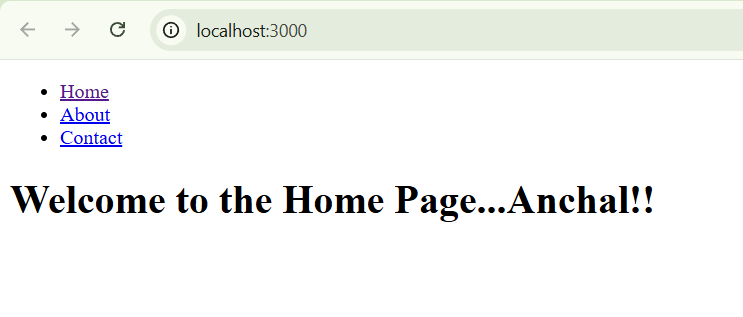 localhost:3000
Home
About
Contact
Welcome to the Home Page...Anchal!!